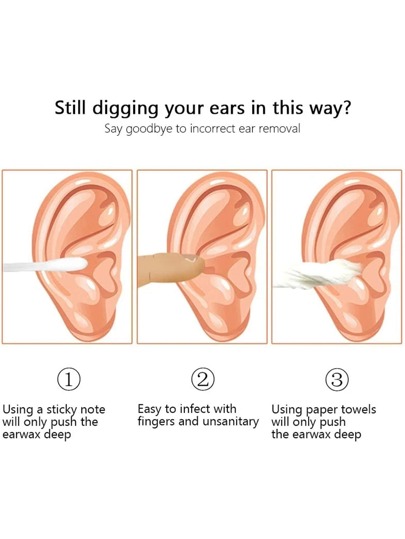 Still digging your ears in this way?
Say goodbye to incorrect ear removal
①
Using a sticky note
will only push the
earwax deep
②
Easy to infect with
fingers and unsanitary
③
Using paper towels
will only push
the earwax deep